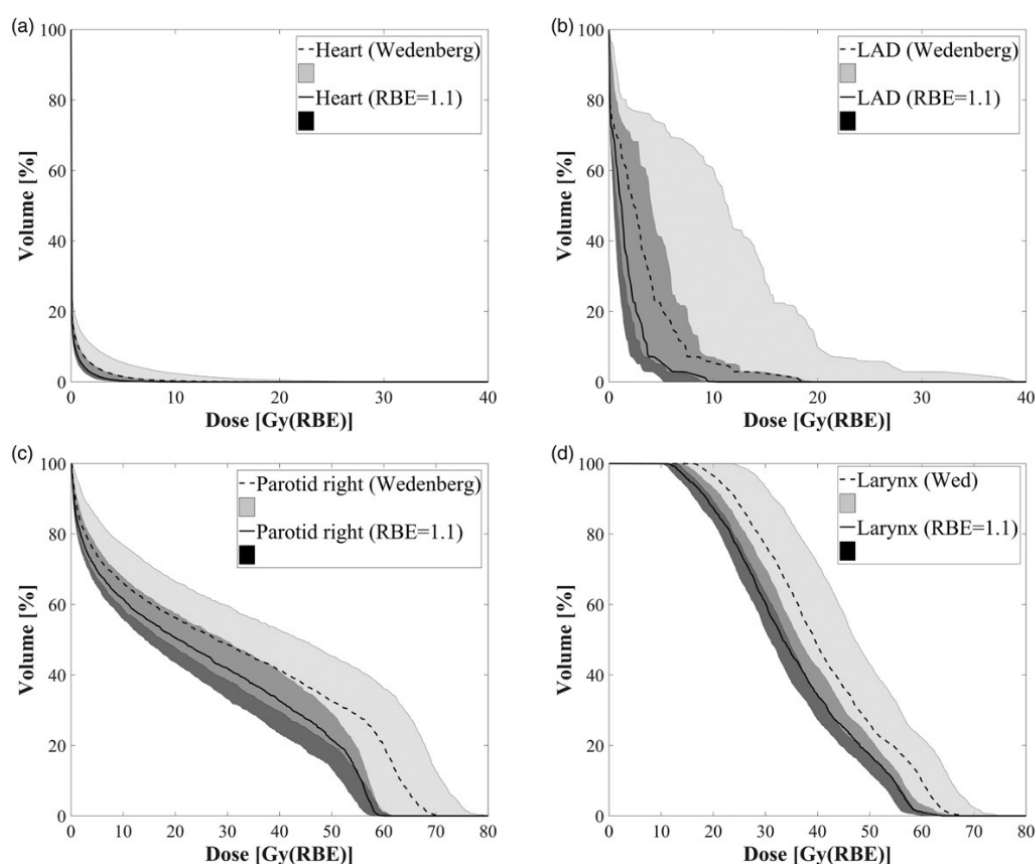 (a)
Heart (Wedenberg)
Heart (RBE=1.1)
Volume [%]
100
80
60
40
20
0
0 10 20 30 40
Dose [Gy(RBE)]
(b)
LAD (Wedenberg)
LAD (RBE=1.1)
Volume [%]
100
80
60
40
20
0
0 10 20 30 40
Dose [Gy(RBE)]
(c)
Parotid right (Wedenberg)
Parotid right (RBE=1.1)
Volume [%]
100
80
60
40
20
0
0 10 20 30 40 50 60 70 80
Dose [Gy(RBE)]
(d)
Larynx (Wed)
Larynx (RBE=1.1)
Volume [%]
100
80
60
40
20
0
0 10 20 30 40 50 60 70 80
Dose [Gy(RBE)]